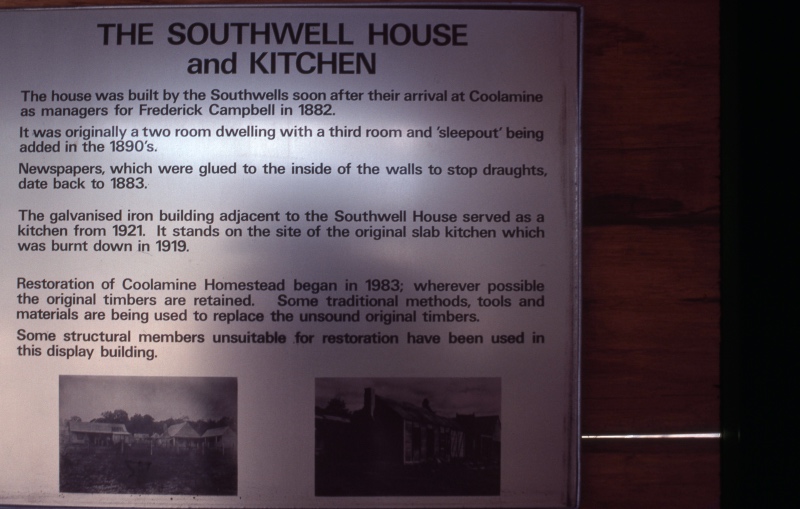 THE SOUTHWELL HOUSE
and KITCHEN
The house was built by the Southwells soon after their arrival at Coolamine
as managers for Frederick Campbell in 1882.
It was originally a two room dwelling with a third room and 'sleepout' being
added in the 1890's.
Newspapers, which were glued to the inside of the walls to stop draughts,
date back to 1883.
The galvanised iron building adjacent to the Southwell House served as a
kitchen from 1921. It stands on the site of the original slab kitchen which
was burnt down in 1919.
Restoration of Coolamine Homestead began in 1983; wherever possible
the original timbers are retained. Some traditional methods, tools and
materials are being used to replace the unsound original timbers.
Some structural members unsuitable for restoration have been used in
this display building.